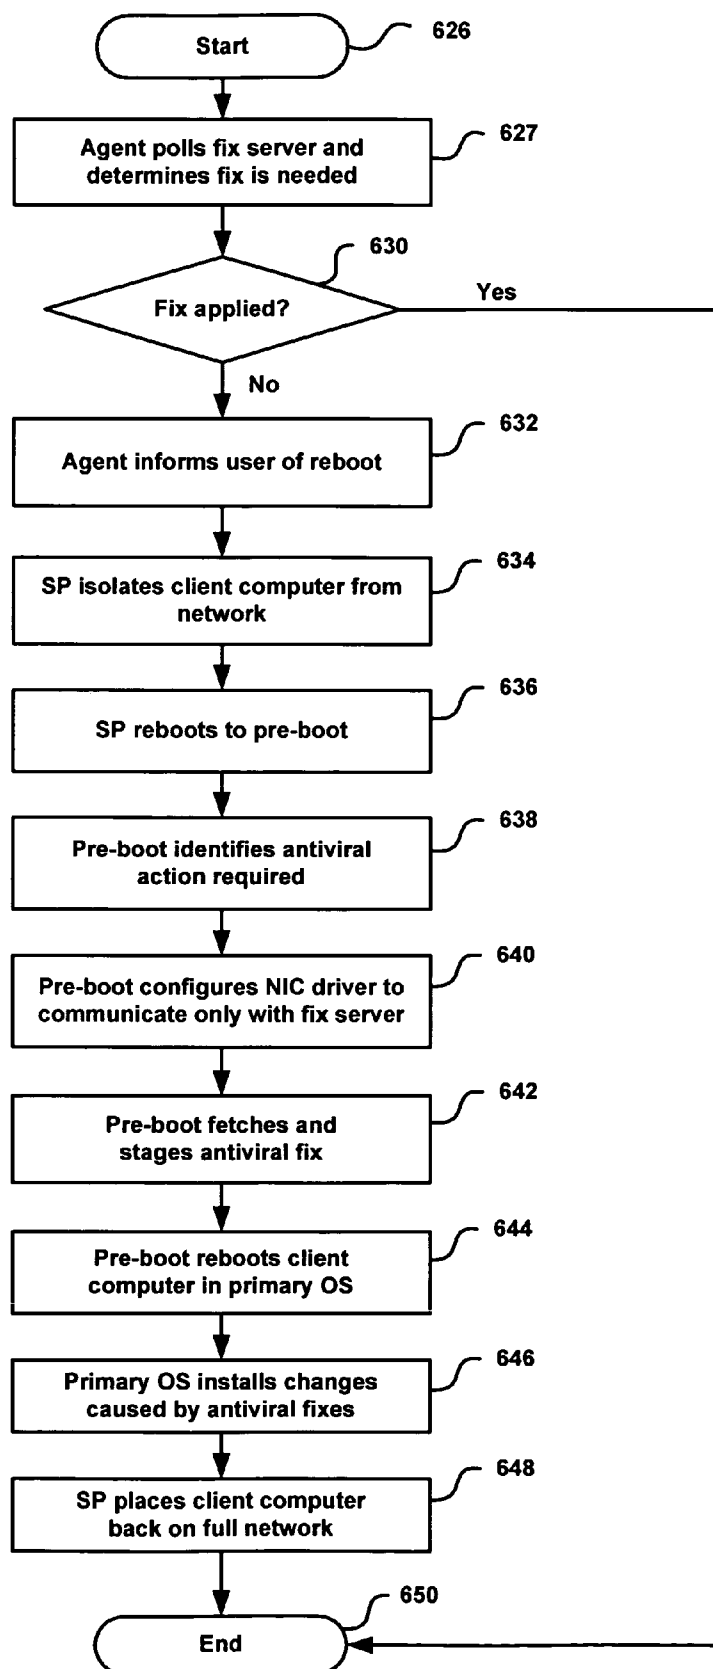 Start
626
Agent polls fix server and
determines fix is needed
627
630
Fix applied?
Yes
No
Agent informs user of reboot
632
SP isolates client computer from
network
634
SP reboots to pre-boot
636
Pre-boot identifies antiviral
action required
638
Pre-boot configures NIC driver to
communicate only with fix server
640
Pre-boot fetches and
stages antiviral fix
642
Pre-boot reboots client
computer in primary OS
644
Primary OS installs changes
caused by antiviral fixes
646
SP places client computer
back on full network
648
650
End